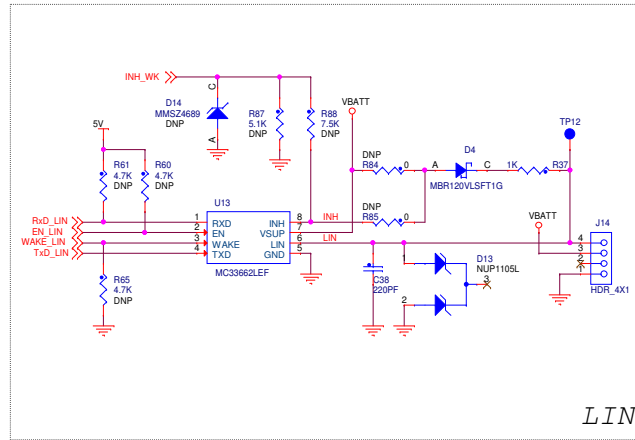 INH_WK
C
D14
MMSZ4689
DNP
A
R87
5.1K
DNP
R88
7.5K
DNP
VBATT
TP12
5V
R61
4.7K
DNP
R60
4.7K
DNP
DNP
R84
0
A
D4
C
MBR120VLSFT1G
1K
R37
U13
RxD_LIN
EN_LIN
WAKE_LIN
TxD_LIN
1
2
3
4
RXD
EN
WAKE
TXD
INH
VSUP
LIN
GND
8
7
6
5
MC33662LEF
INH
LIN
DNP
R85
0
VBATT
J14
4
3
2
1
HDR_4X1
R65
4.7K
DNP
C38
220PF
1
2
D13
NUP1105L
3
LIN